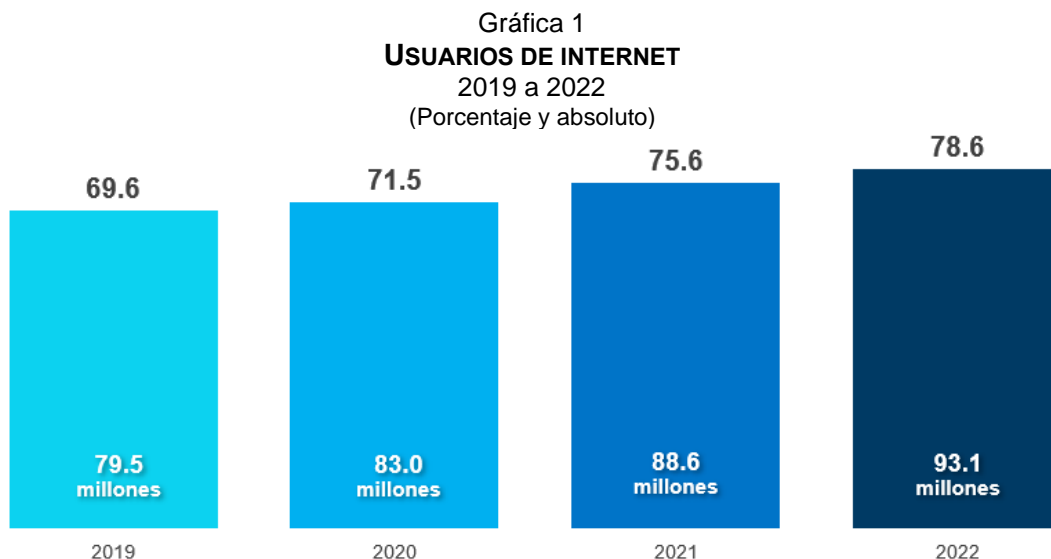 Gráfica 1
USUARIOS DE INTERNET
2019 a 2022
(Porcentaje y absoluto)
69.6
71.5
75.6
78.6
79.5
millones
83.0
millones
88.6
millones
93.1
millones
2019
2020
2021
2022